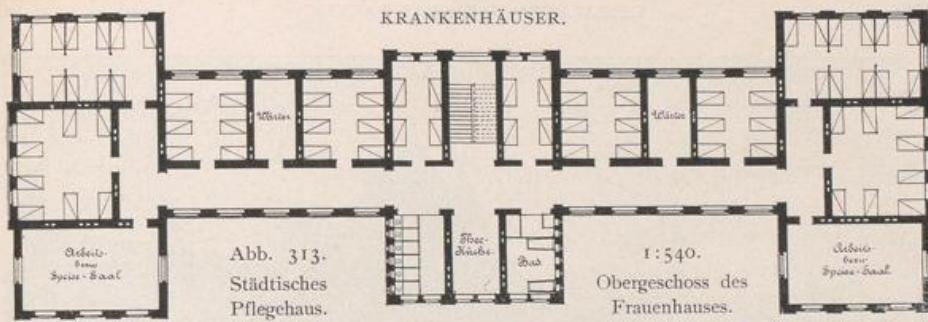 KRANKENHÄUSER.
Wärter
Wärter
Arbeits-
bezw
Speise-Saal
Abb. 313.
Städtisches
Pflegehaus.
Thee-
Küche
Bad
1:540.
Obergeschoss des
Frauenhauses.
Arbeits-
bezw
Speise-Saal